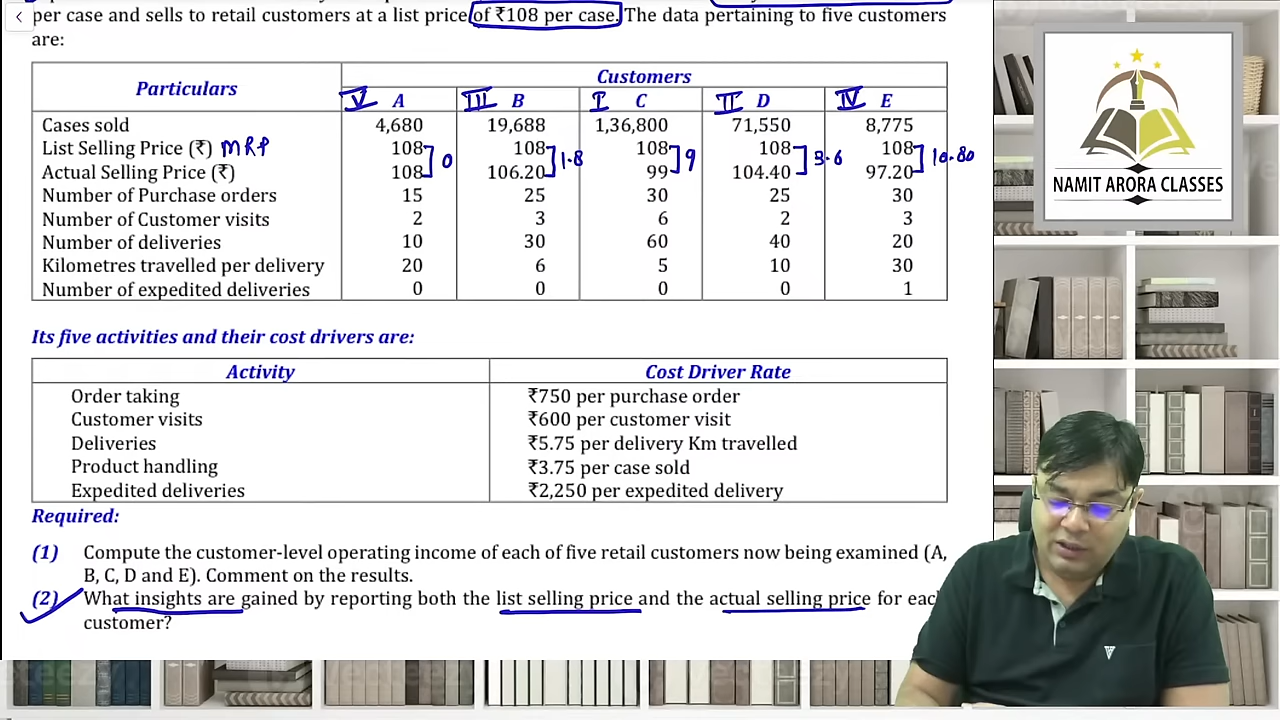 per case and sells to retail customers at a list price of ₹108 per case. The data pertaining to five customers
are:
Particulars Customers
V A III B I C II D IV E
Cases sold 4,680 19,688 1,36,800 71,550 8,775
List Selling Price (₹) MRP 108 108 108 108 108
0 1.8 9 3.6 10.80
Actual Selling Price (₹) 108 106.20 99 104.40 97.20
Number of Purchase orders 15 25 30 25 30
Number of Customer visits 2 3 6 2 3
Number of deliveries 10 30 60 40 20
Kilometres travelled per delivery 20 6 5 10 30
Number of expedited deliveries 0 0 0 0 1
Its five activities and their cost drivers are:
Activity Cost Driver Rate
Order taking ₹750 per purchase order
Customer visits ₹600 per customer visit
Deliveries ₹5.75 per delivery Km travelled
Product handling ₹3.75 per case sold
Expedited deliveries ₹2,250 per expedited delivery
Required:
(1) Compute the customer-level operating income of each of five retail customers now being examined (A,
B, C, D and E). Comment on the results.
(2) What insights are gained by reporting both the list selling price and the actual selling price for each
customer?
NAMIT ARORA CLASSES